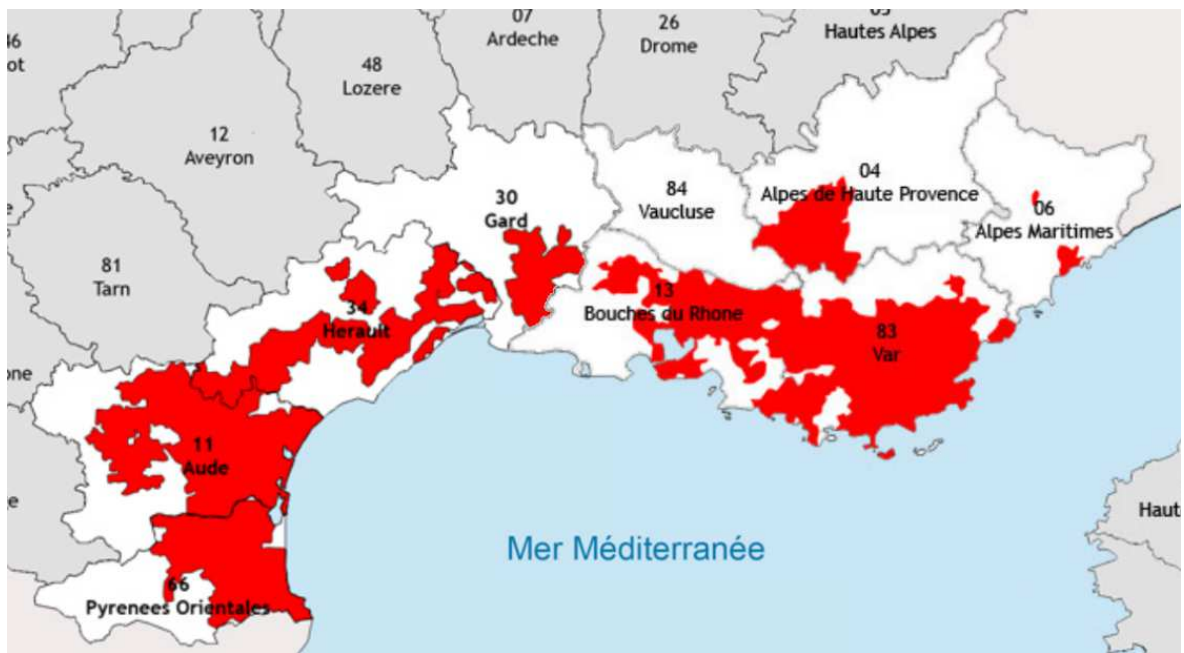 07
Ardeche
26
Drome
Hautes Alpes
48
Lozere
12
Aveyron
81
Tarn
30
Gard
84
Vaucluse
04
Alpes de Haute Provence
06
Alpes Maritimes
34
Herault
13
Bouches du Rhone
83
Var
11
Aude
66
Pyrenees Orientales
Mer Méditerranée
Haut